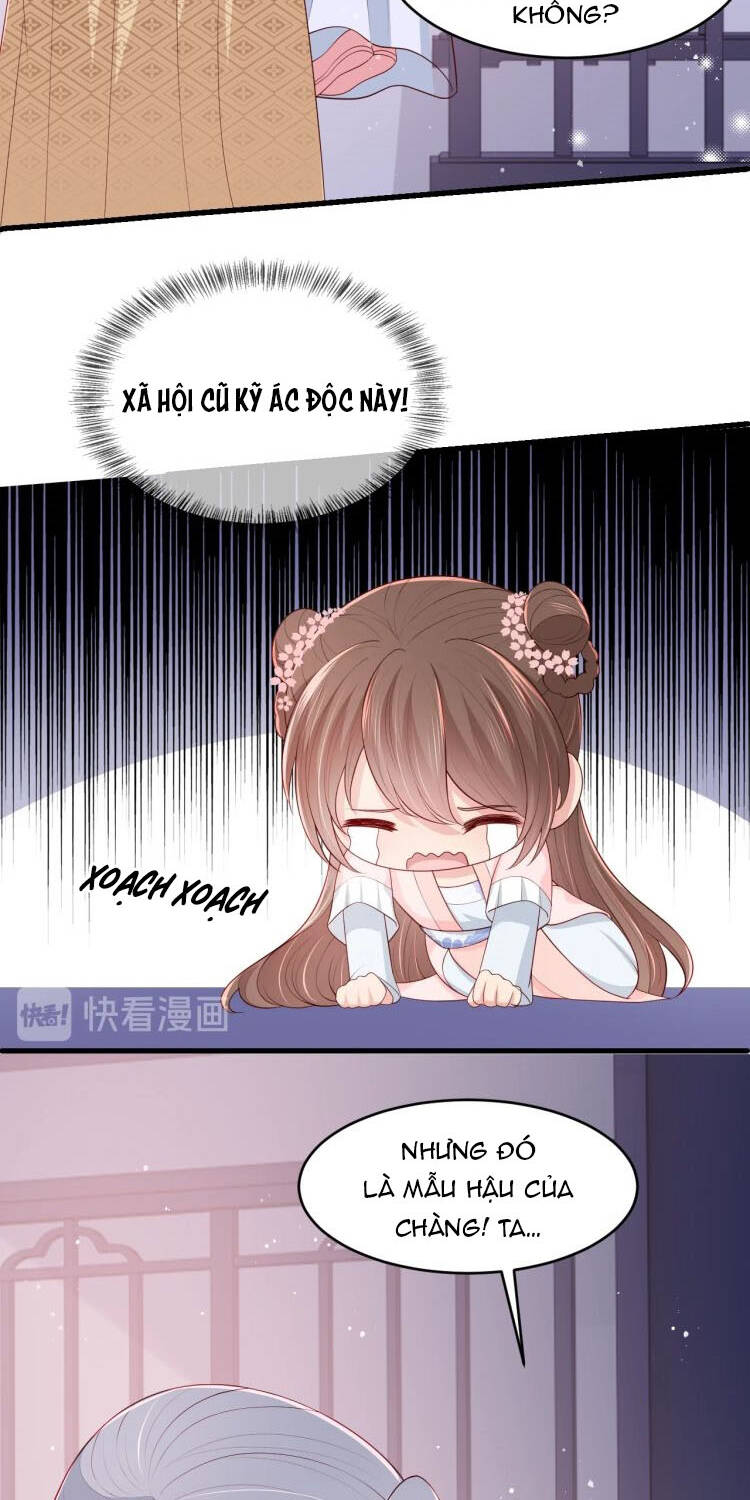 KHÔNG?
XÃ HỘI CŨ KỸ ÁC ĐỘC NÀY!
XOẠCH XOẠCH
快看! 快看漫画
NHƯNG ĐÓ
LÀ MẪU HẬU CỦA
CHÀNG! TA...